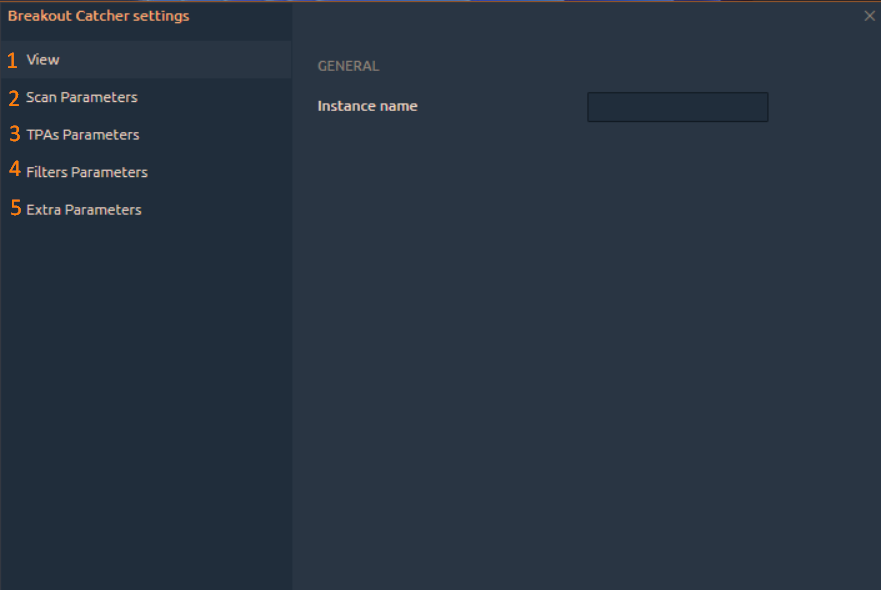 Breakout Catcher settings
1 View
2 Scan Parameters
3 TPAs Parameters
4 Filters Parameters
5 Extra Parameters
GENERAL
Instance name